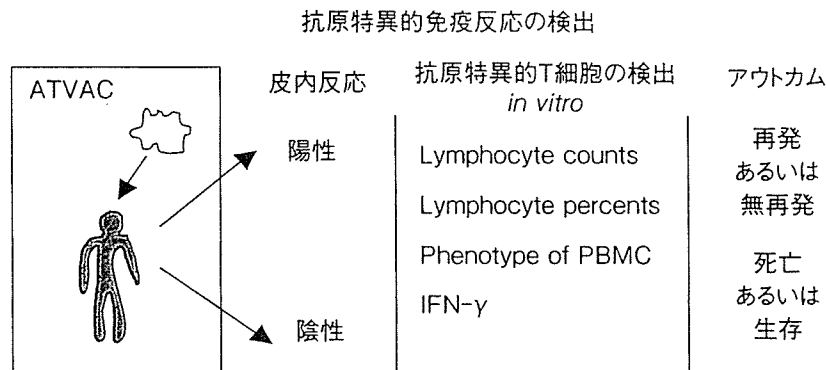 抗原特異的免疫反応の検出
ATVAC
皮内反応
陽性
陰性
抗原特異的T細胞の検出
in vitro
Lymphocyte counts
Lymphocyte percents
Phenotype of PBMC
IFN-γ
アウトカム
再発
あるいは
無再発
死亡
あるいは
生存